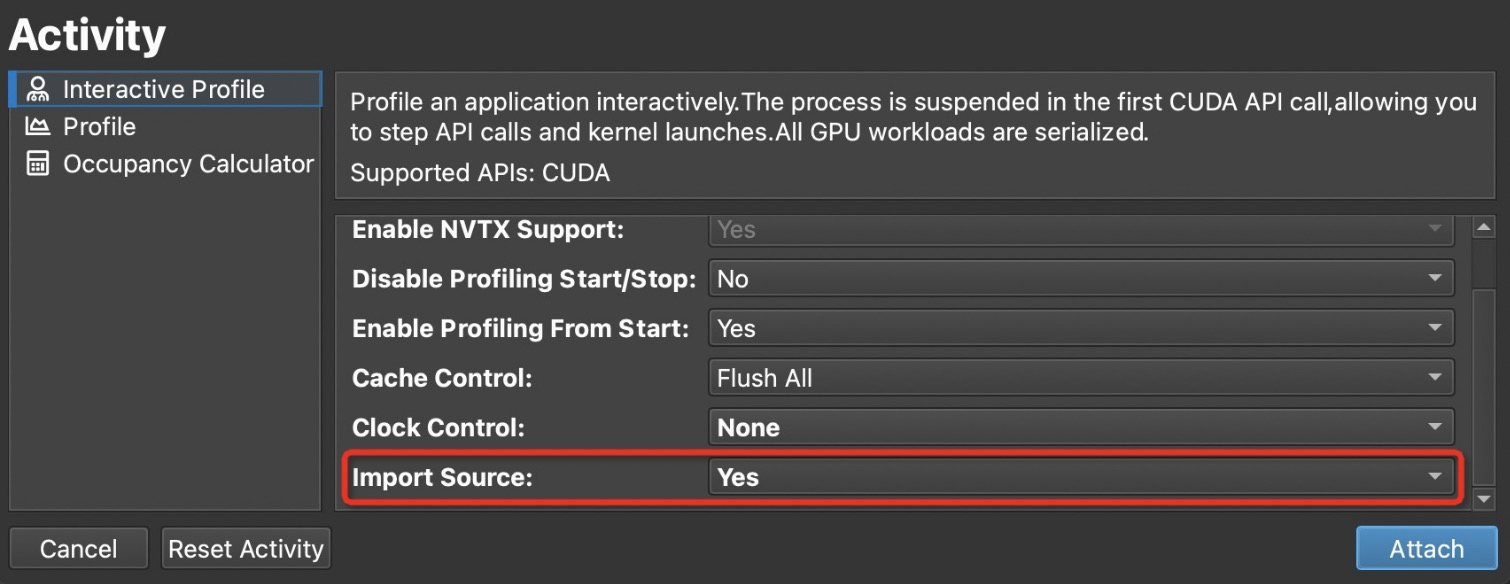 Activity
Interactive Profile
Profile
Occupancy Calculator
Profile an application interactively.The process is suspended in the first CUDA API call,allowing you
to step API calls and kernel launches.All GPU workloads are serialized.
Supported APIs: CUDA
Enable NVTX Support: Yes
Disable Profiling Start/Stop: No
Enable Profiling From Start: Yes
Cache Control: Flush All
Clock Control: None
Import Source: Yes
Cancel Reset Activity Attach